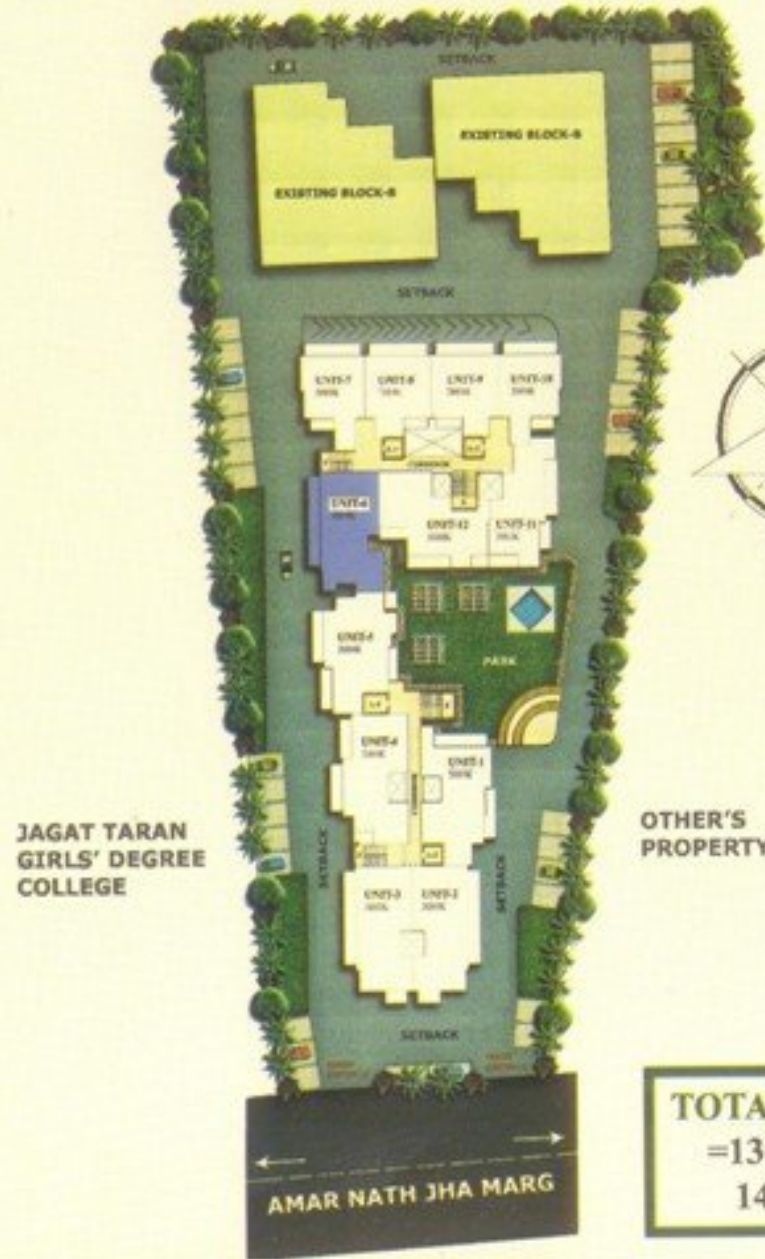 SETBACK
EXISTING BLOCK-B
EXISTING BLOCK-B
SETBACK
UNIT-7
UNIT-8
UNIT-9
UNIT-10
CORRIDOR
UNIT-6
UNIT-12
UNIT-11
UNIT-5
PARK
UNIT-4
UNIT-1
JAGAT TARAN
GIRLS' DEGREE
COLLEGE
OTHER'S
PROPERTY
SETBACK
SETBACK
UNIT-3
UNIT-2
SETBACK
TOTA
=13
14
AMAR NATH JHA MARG